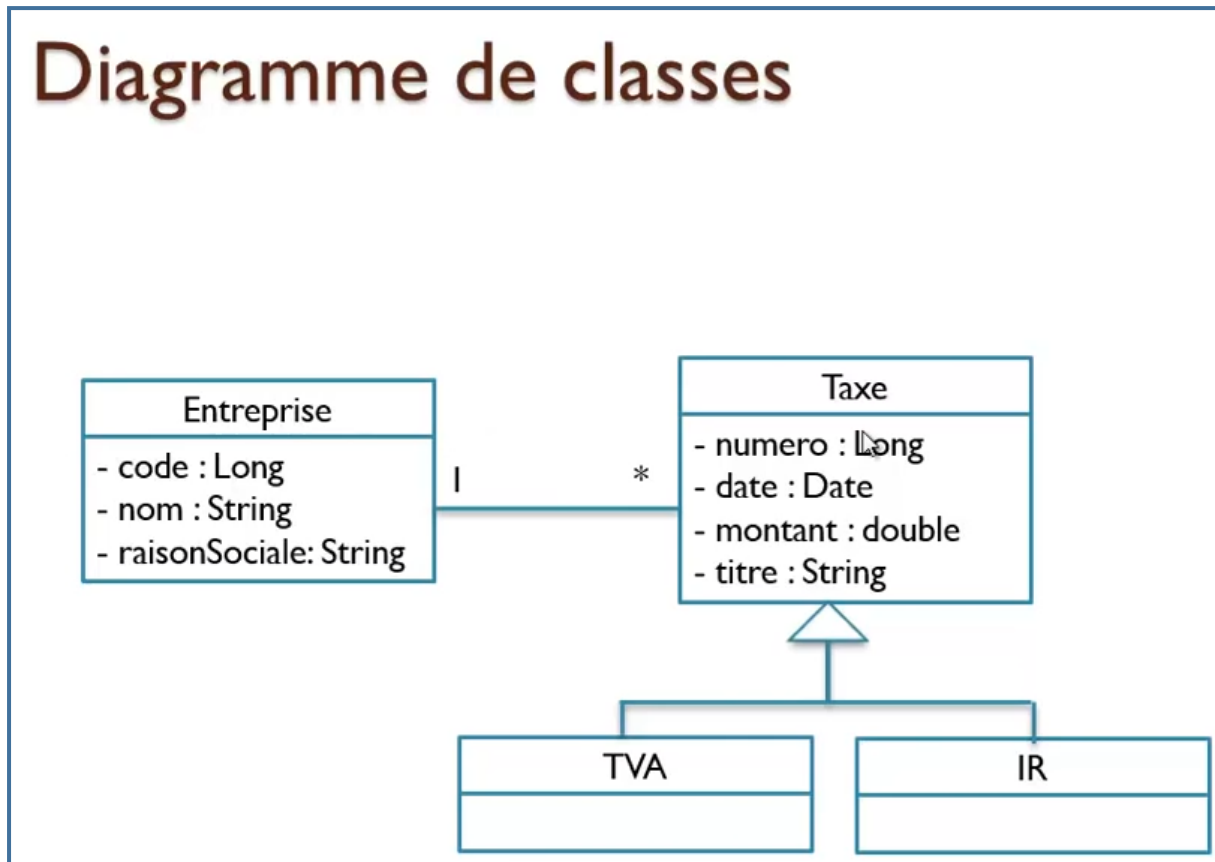 Diagramme de classes
Entreprise
- code : Long
- nom : String
- raisonSociale: String
1
*
Taxe
- numero : Long
- date : Date
- montant : double
- titre : String
TVA
IR